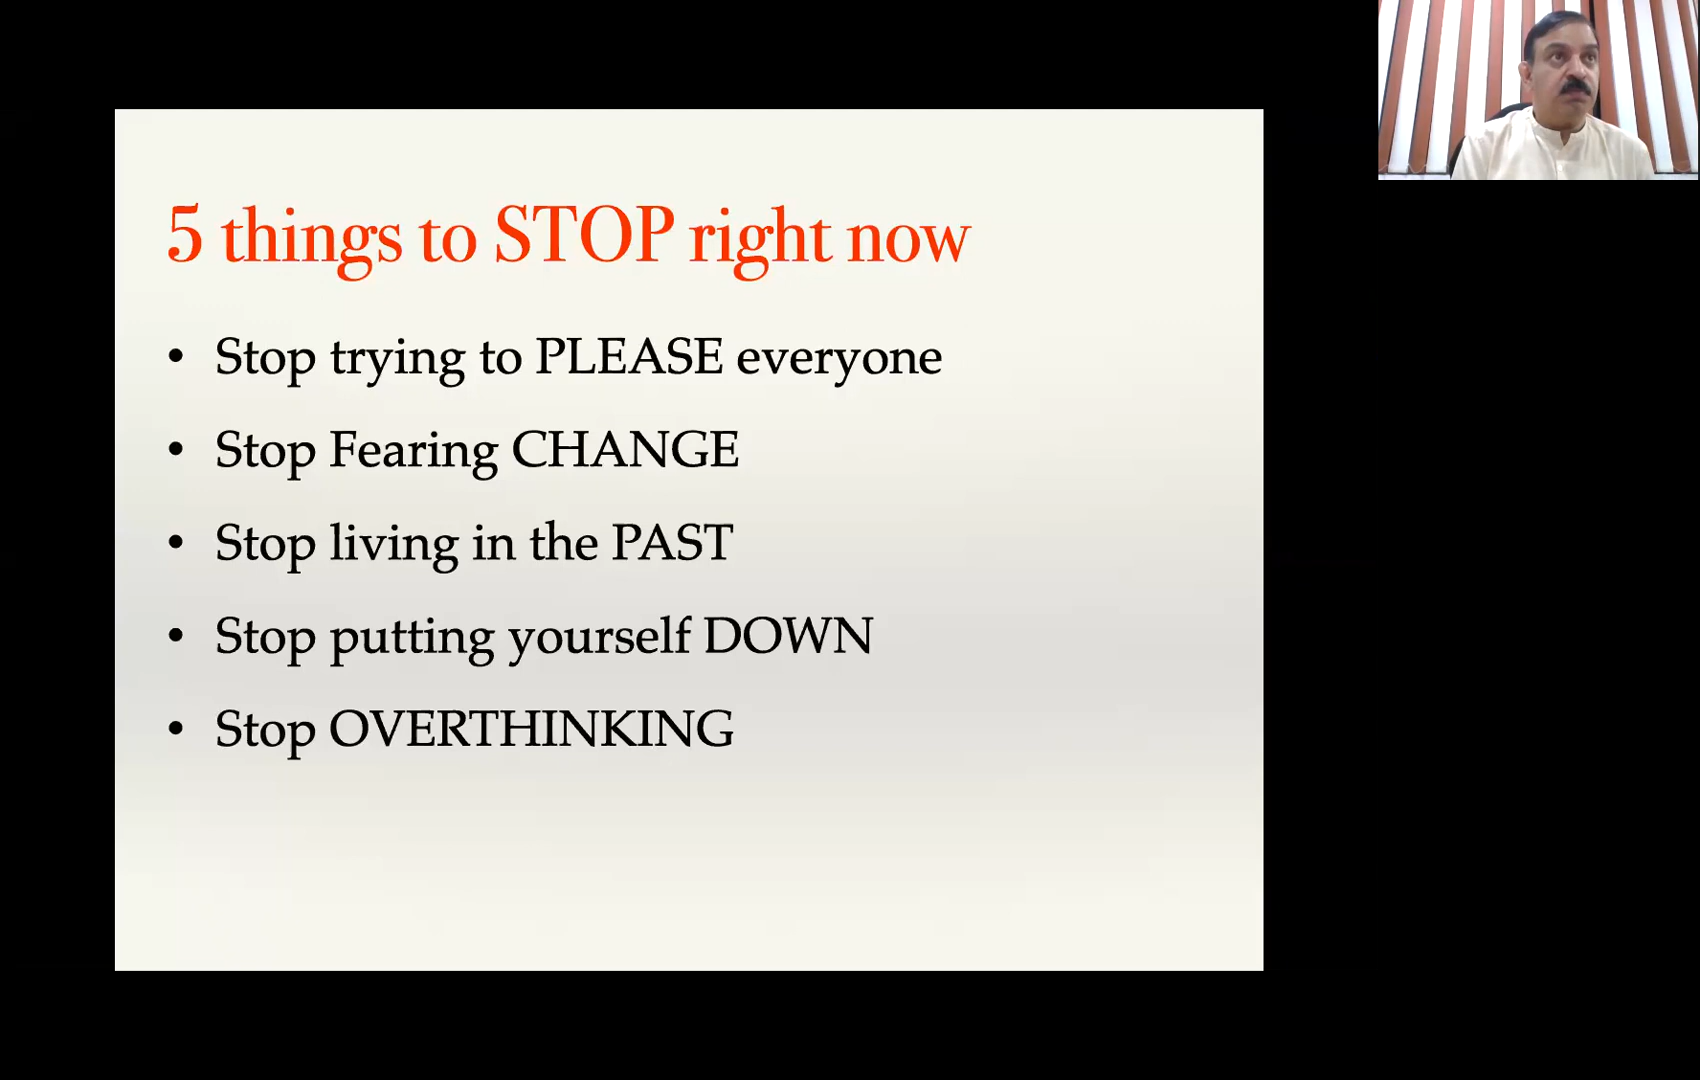 5 things to STOP right now
• Stop trying to PLEASE everyone
• Stop Fearing CHANGE
• Stop living in the PAST
• Stop putting yourself DOWN
• Stop OVERTHINKING